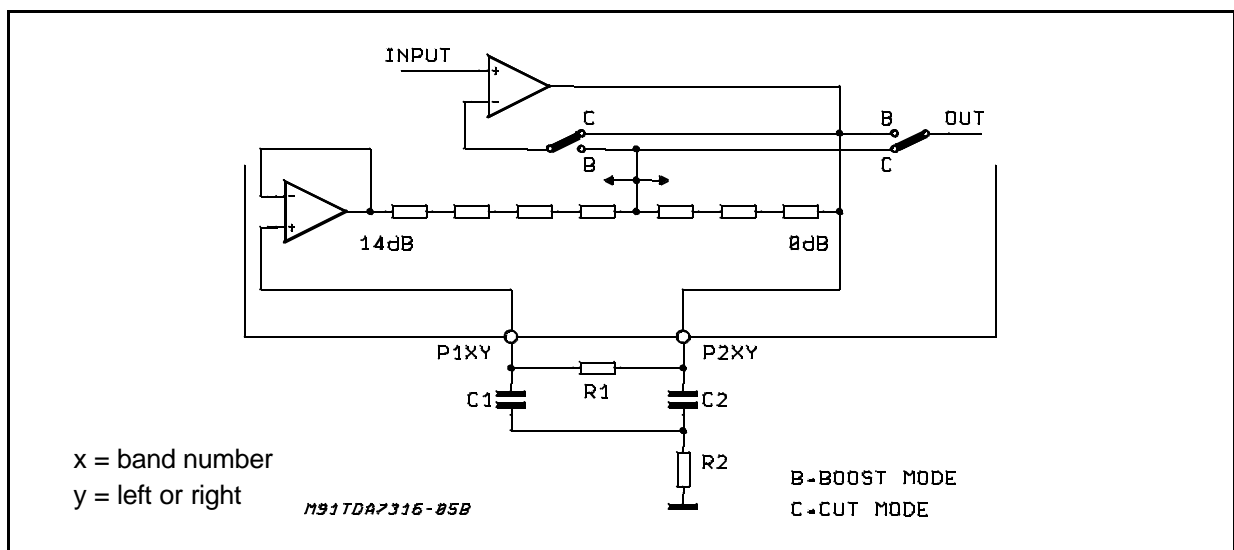 INPUT
+
-
C
B
B
C
OUT
-
+
14dB
0dB
P1XY
P2XY
R1
C1
C2
R2
x = band number
y = left or right
M91TDA7316-05B
B-BOOST MODE
C-CUT MODE